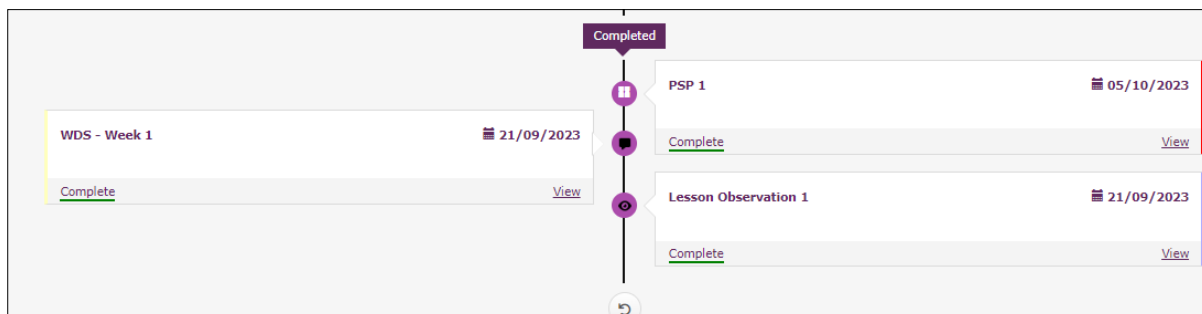 Completed
PSP 1 05/10/2023
WDS - Week 1 21/09/2023
Complete View
Complete View
Lesson Observation 1 21/09/2023
Complete View